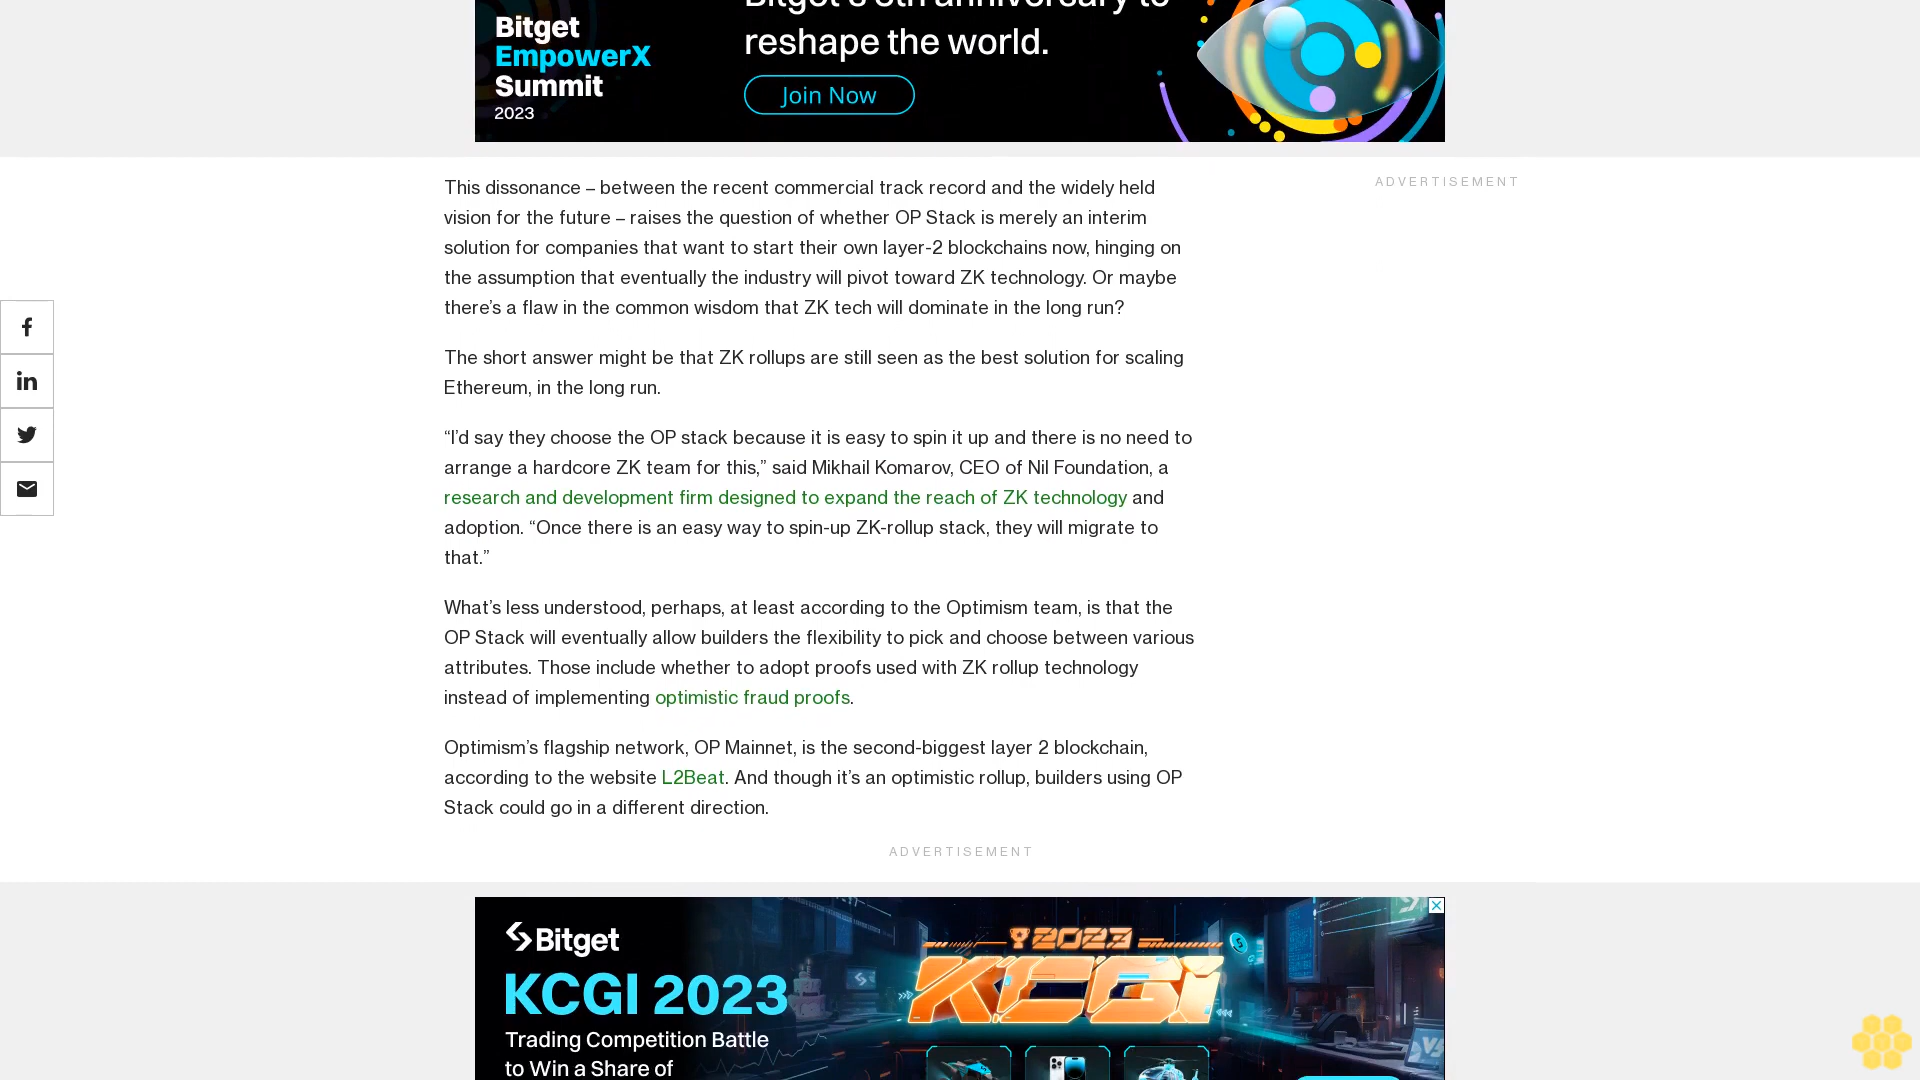 Bitget
EmpowerX
Summit
2023
Bitget's 5th anniversary to
reshape the world.
Join Now
ADVERTISEMENT
This dissonance – between the recent commercial track record and the widely held
vision for the future – raises the question of whether OP Stack is merely an interim
solution for companies that want to start their own layer-2 blockchains now, hinging on
the assumption that eventually the industry will pivot toward ZK technology. Or maybe
there’s a flaw in the common wisdom that ZK tech will dominate in the long run?
The short answer might be that ZK rollups are still seen as the best solution for scaling
Ethereum, in the long run.
“I’d say they choose the OP stack because it is easy to spin it up and there is no need to
arrange a hardcore ZK team for this,” said Mikhail Komarov, CEO of Nil Foundation, a
research and development firm designed to expand the reach of ZK technology and
adoption. “Once there is an easy way to spin-up ZK-rollup stack, they will migrate to
that.”
What’s less understood, perhaps, at least according to the Optimism team, is that the
OP Stack will eventually allow builders the flexibility to pick and choose between various
attributes. Those include whether to adopt proofs used with ZK rollup technology
instead of implementing optimistic fraud proofs.
Optimism’s flagship network, OP Mainnet, is the second-biggest layer 2 blockchain,
according to the website L2Beat. And though it’s an optimistic rollup, builders using OP
Stack could go in a different direction.
ADVERTISEMENT
Bitget
KCGI 2023
Trading Competition Battle
to Win a Share of
2023
KCGI
VS